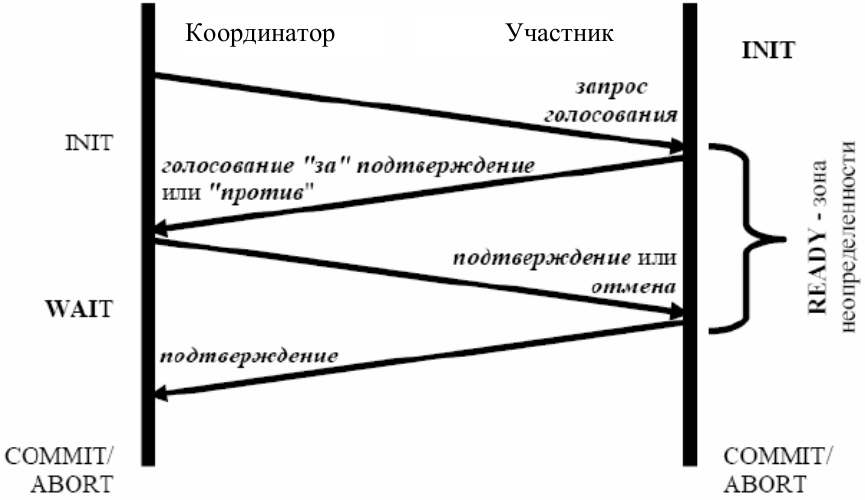 Координатор
Участник
INIT
запрос
голосования
INIT
голосование "за" подтверждение
или "против"
подтверждение или
отмена
READY - зона
неопределенности
WAIT
подтверждение
COMMIT/
ABORT
COMMIT/
ABORT